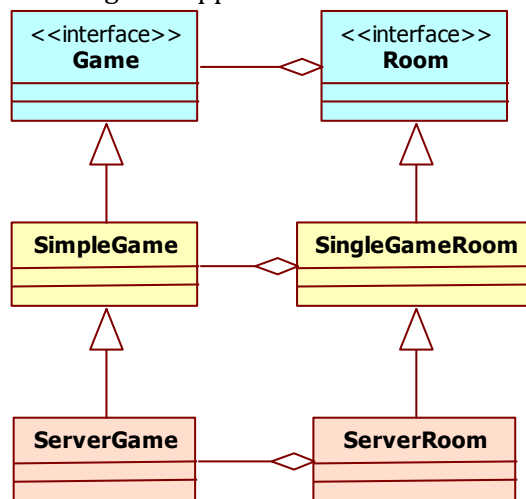 <<interface>>
Game
<<interface>>
Room
SimpleGame
SingleGameRoom
ServerGame
ServerRoom